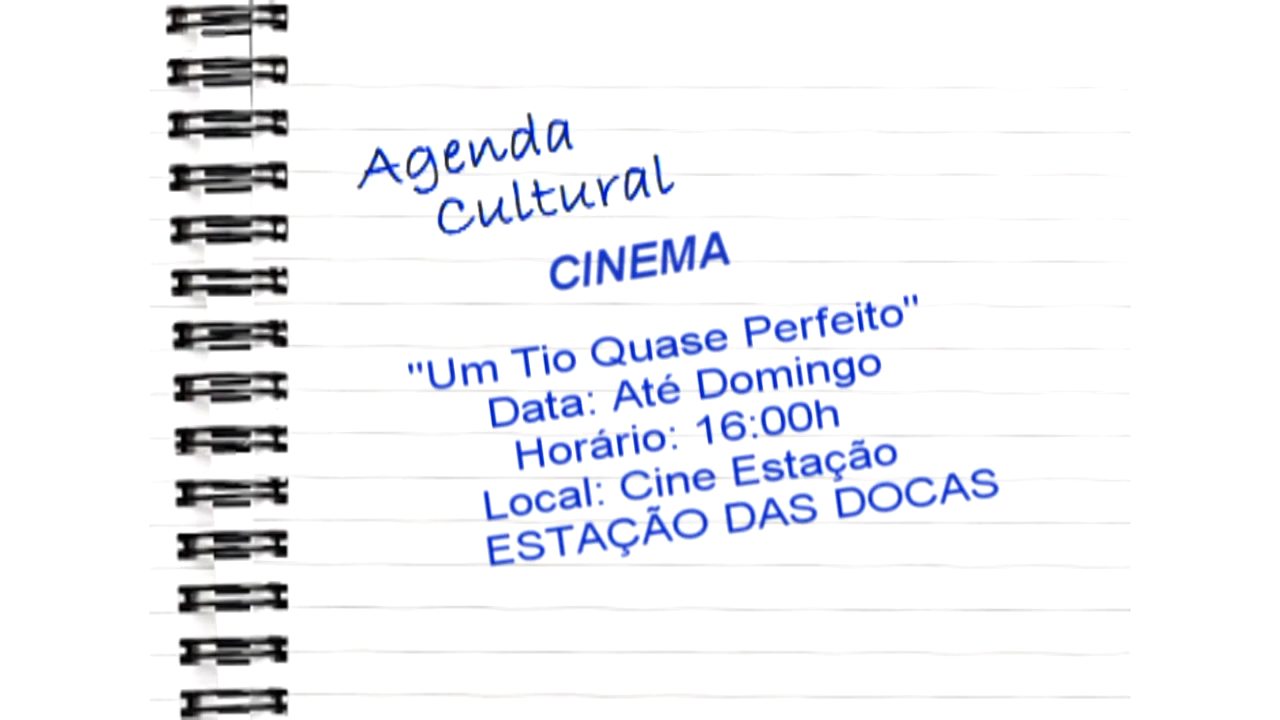 Agenda
Cultural
CINEMA
"Um Tio Quase Perfeito"
Data: Até Domingo
Horário: 16:00h
Local: Cine Estação
ESTAÇÃO DAS DOCAS